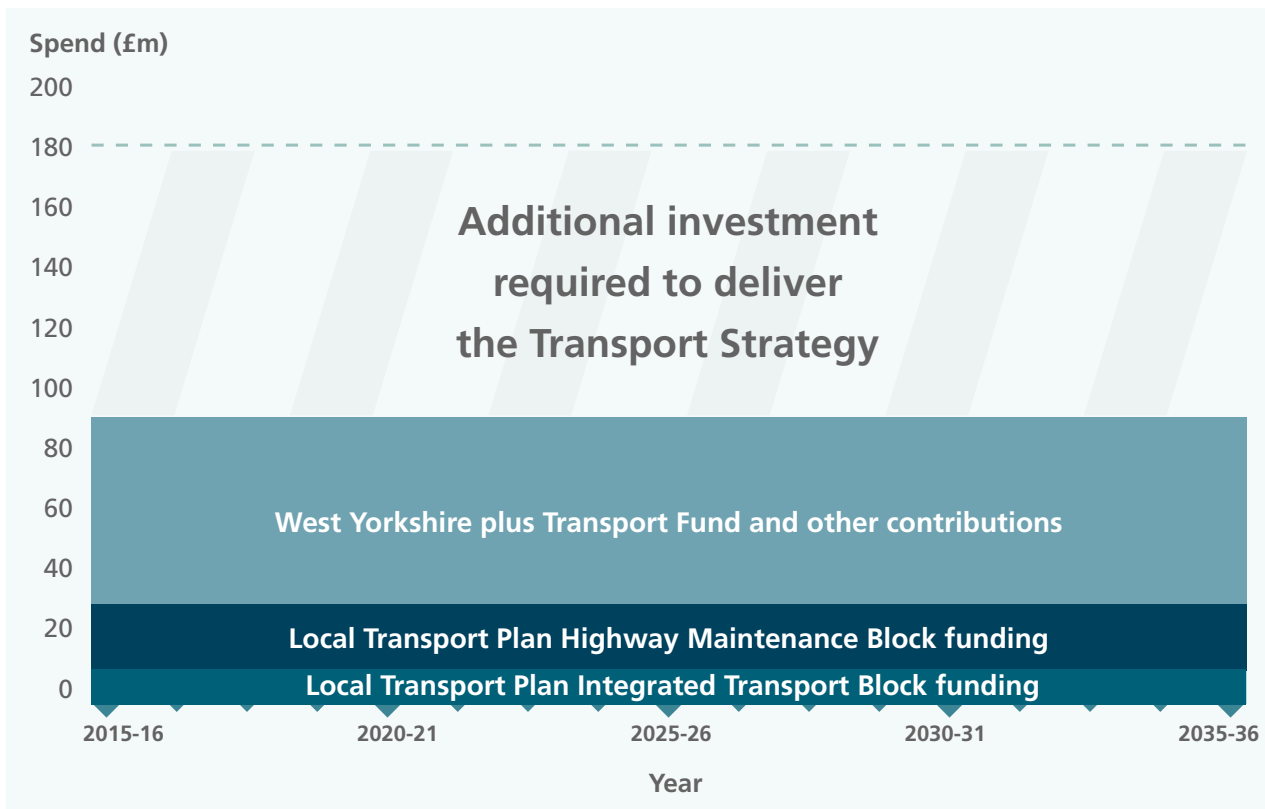 Spend (£m)
200
180
160
140
120
100
80
60
40
20
0
Additional investment
required to deliver
the Transport Strategy
West Yorkshire plus Transport Fund and other contributions
Local Transport Plan Highway Maintenance Block funding
Local Transport Plan Integrated Transport Block funding
2015-16 2020-21 2025-26 2030-31 2035-36
Year